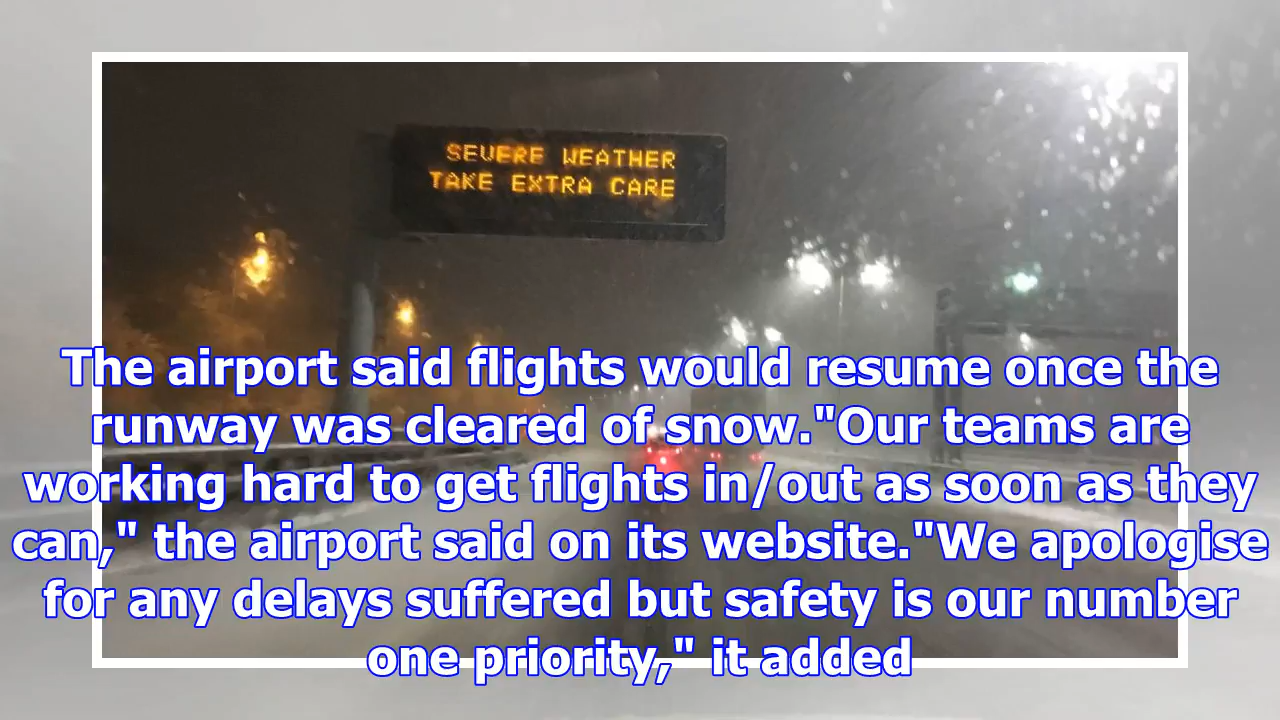 SEVERE WEATHER
TAKE EXTRA CARE
The airport said flights would resume once the
runway was cleared of snow."Our teams are
working hard to get flights in/out as soon as they
can," the airport said on its website."We apologise
for any delays suffered but safety is our number
one priority," it added